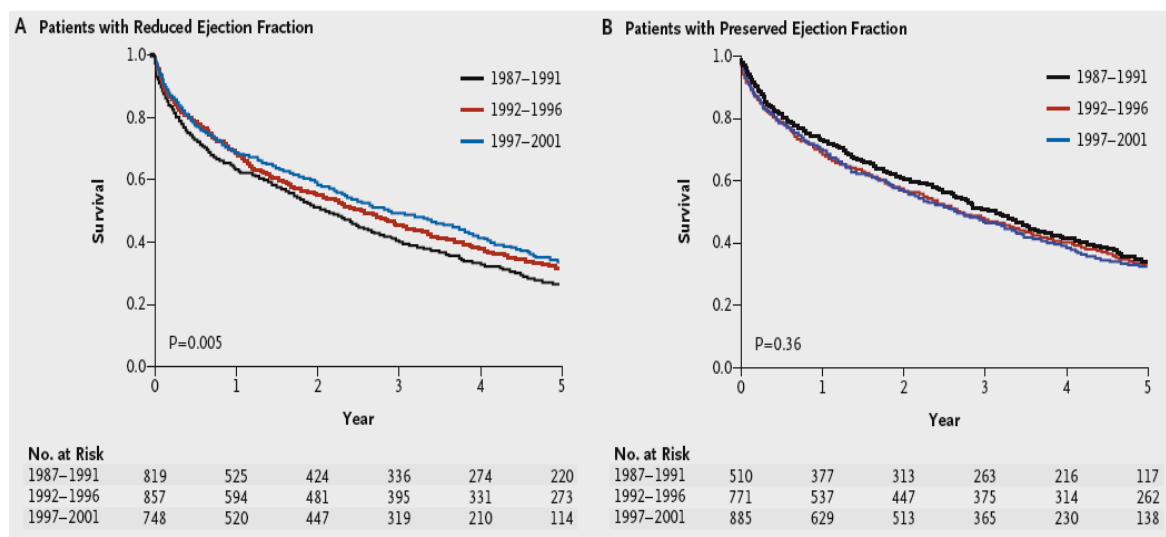 A Patients with Reduced Ejection Fraction
1.0
0.8
0.6
0.4
0.2
0.0
Survival
1987–1991
1992–1996
1997–2001
P=0.005
0 1 2 3 4 5
Year
No. at Risk
1987–1991 819 525 424 336 274 220
1992–1996 857 594 481 395 331 273
1997–2001 748 520 447 319 210 114
B Patients with Preserved Ejection Fraction
1.0
0.8
0.6
0.4
0.2
0.0
Survival
1987–1991
1992–1996
1997–2001
P=0.36
0 1 2 3 4 5
Year
No. at Risk
1987–1991 510 377 313 263 216 117
1992–1996 771 537 447 375 314 262
1997–2001 885 629 513 365 230 138